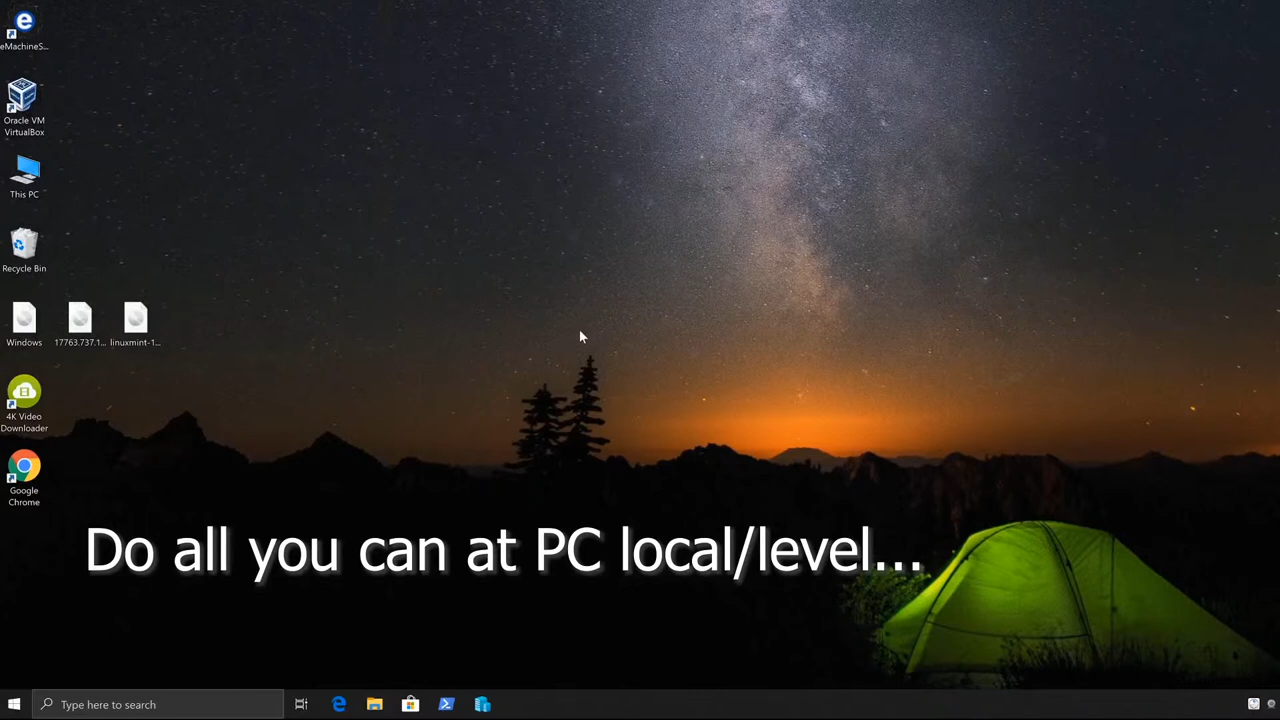 eMachineS...
Oracle VM
VirtualBox
This PC
Recycle Bin
Windows
17763.737.1...
linuxmint-1...
4K Video
Downloader
Google
Chrome
Do all you can at PC local/level...
Type here to search